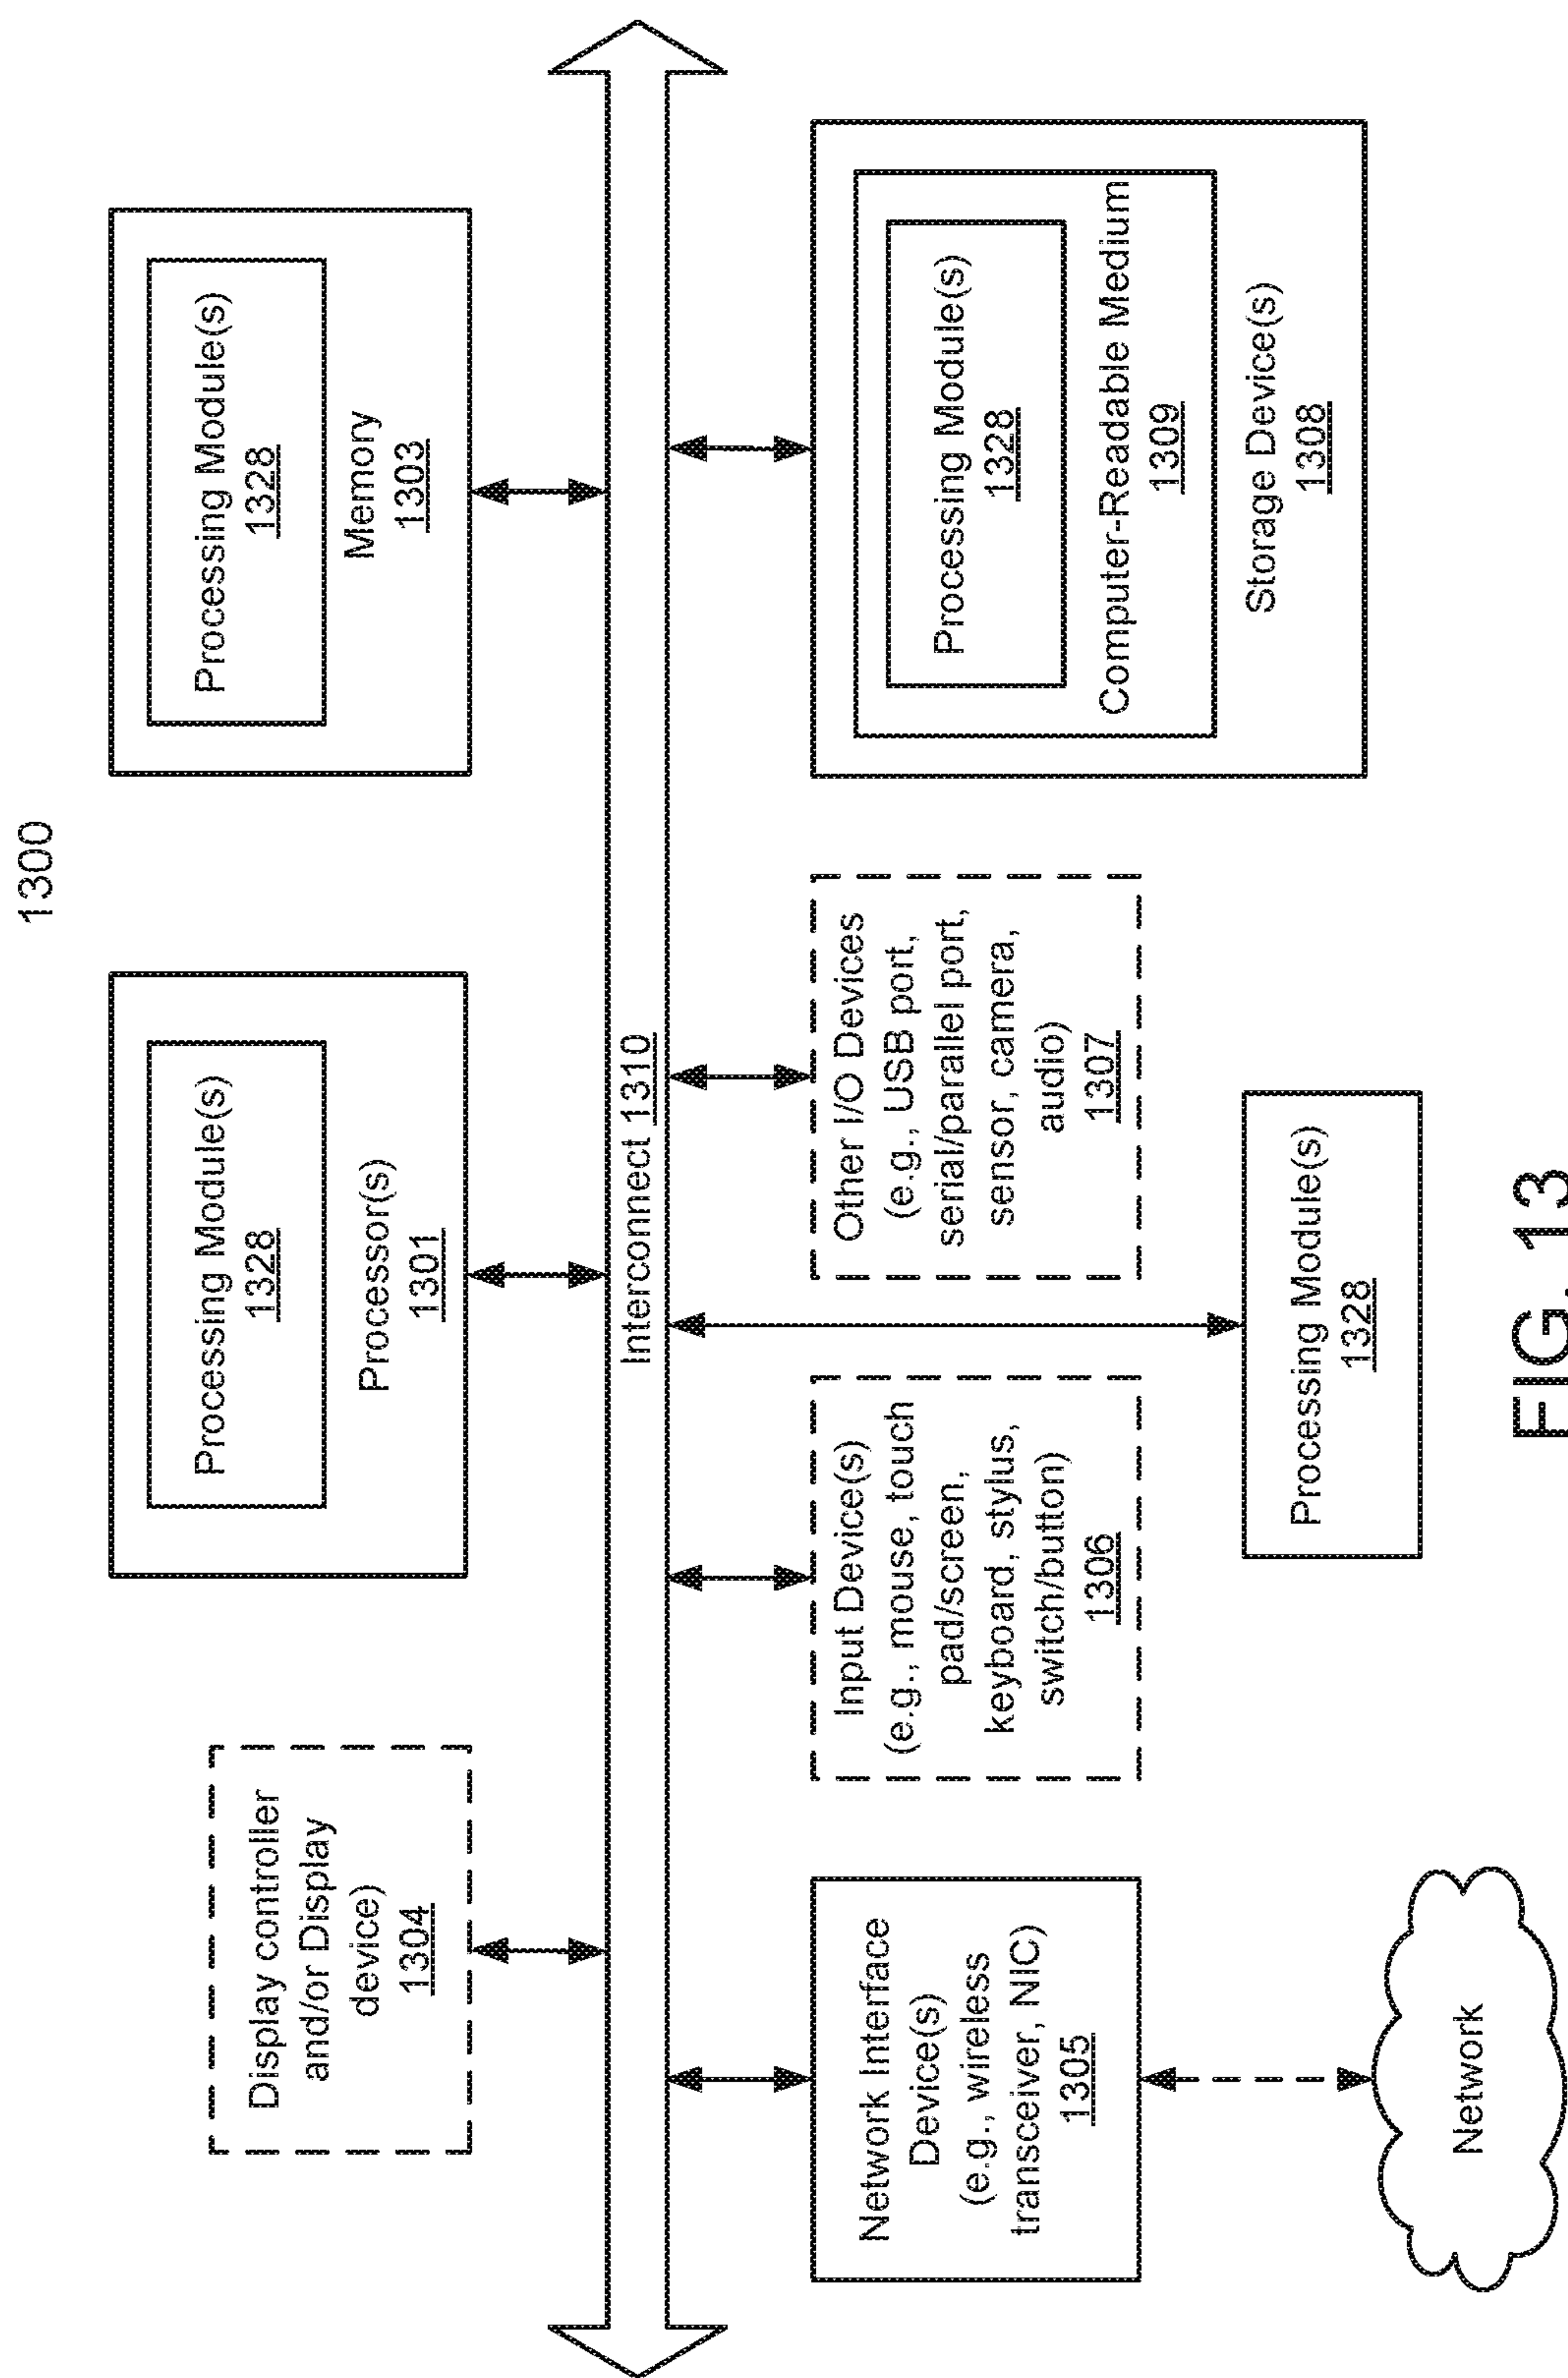 1300
Display controller
and/or Display
device)
1304
Processing Module(s)
1328
Processor(s)
1301
Processing Module(s)
1328
Memory
1303
Interconnect 1310
Network Interface
Device(s)
(e.g., wireless
transceiver, NIC)
1305
Input Device(s)
(e.g., mouse, touch
pad/screen,
keyboard, stylus,
switch/button)
1306
Other I/O Devices
(e.g., USB port,
serial/parallel port,
sensor, camera,
audio)
1307
Processing Module(s)
1328
Computer-Readable Medium
1309
Storage Device(s)
1308
Network
Processing Module(s)
1328
FIG. 13